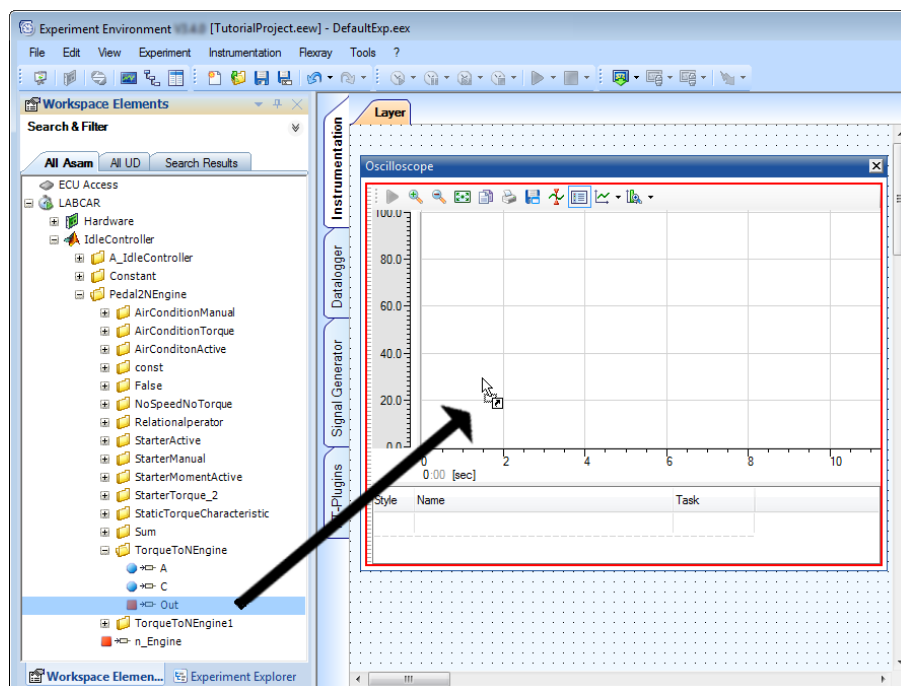 Experiment Environment [TutorialProject.eew] - DefaultExp.eex
File Edit View Experiment Instrumentation Flexray Tools ?
Workspace Elements
Search & Filter
All Asam All UD Search Results
ECU Access
LABCAR
Hardware
IdleController
A_IdleController
Constant
Pedal2NEngine
AirConditionManual
AirConditionTorque
AirConditonActive
const
False
NoSpeedNoTorque
Relationalperator
StarterActive
StarterManual
StarterMomentActive
StarterTorque_2
StaticTorqueCharacteristic
Sum
TorqueToNEngine
A
C
Out
TorqueToNEngine1
n_Engine
Workspace Elemen... Experiment Explorer
Instrumentation
Datalogger
Signal Generator
-Plugins
Layer
Oscilloscope
100.0
80.0
60.0
40.0
20.0
0.0
0 2 4 6 8 10
0:00 [sec]
Style Name Task